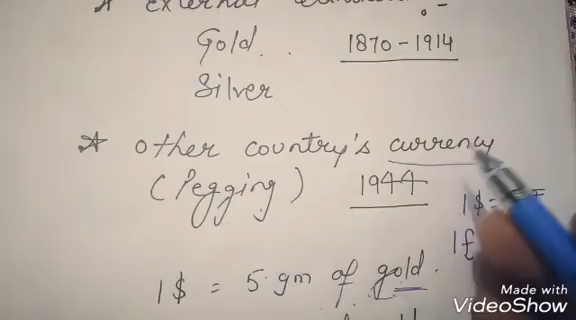 * External
Gold. . 1870-1914
Silver
* Other country's currency
(Pegging) 1944
1$ =
1£
1$ = 5 gm of gold.
Made with
VideoShow